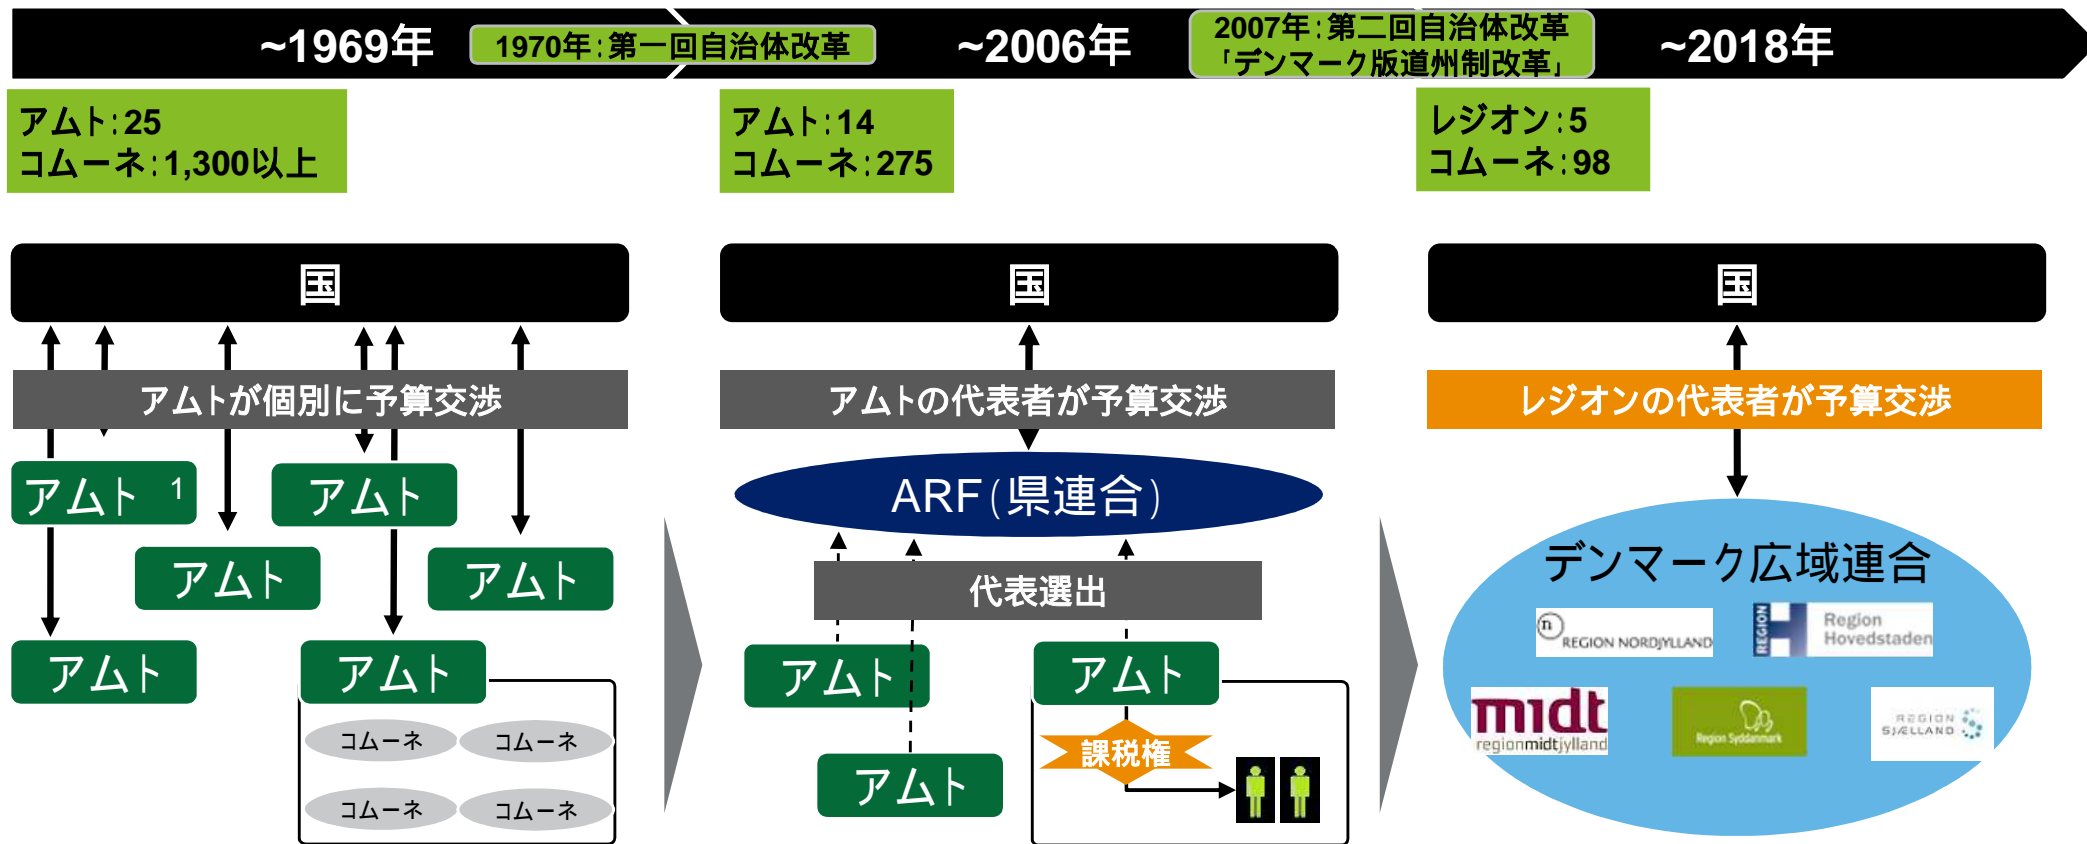 ~1969年
1970年：第一回自治体改革
~2006年
2007年：第二回自治体改革
「デンマーク版道州制改革」
~2018年
アムト：25
コムーネ：1,300以上
アムト：14
コムーネ：275
レジオン：5
コムーネ：98
国
国
国
アムトが個別に予算交渉
アムトの代表者が予算交渉
レジオンの代表者が予算交渉
アムト 1
アムト
アムト
アムト
アムト
アムト
コムーネ
コムーネ
コムーネ
コムーネ
ARF（県連合）
代表選出
アムト
アムト
アムト
課税権
デンマーク広域連合
n
REGION NORDJYLLAND
REGION
H
Region
Hovedstaden
midt
regionmidtjylland
Region Syddanmark
REGION
SJÆLLAND